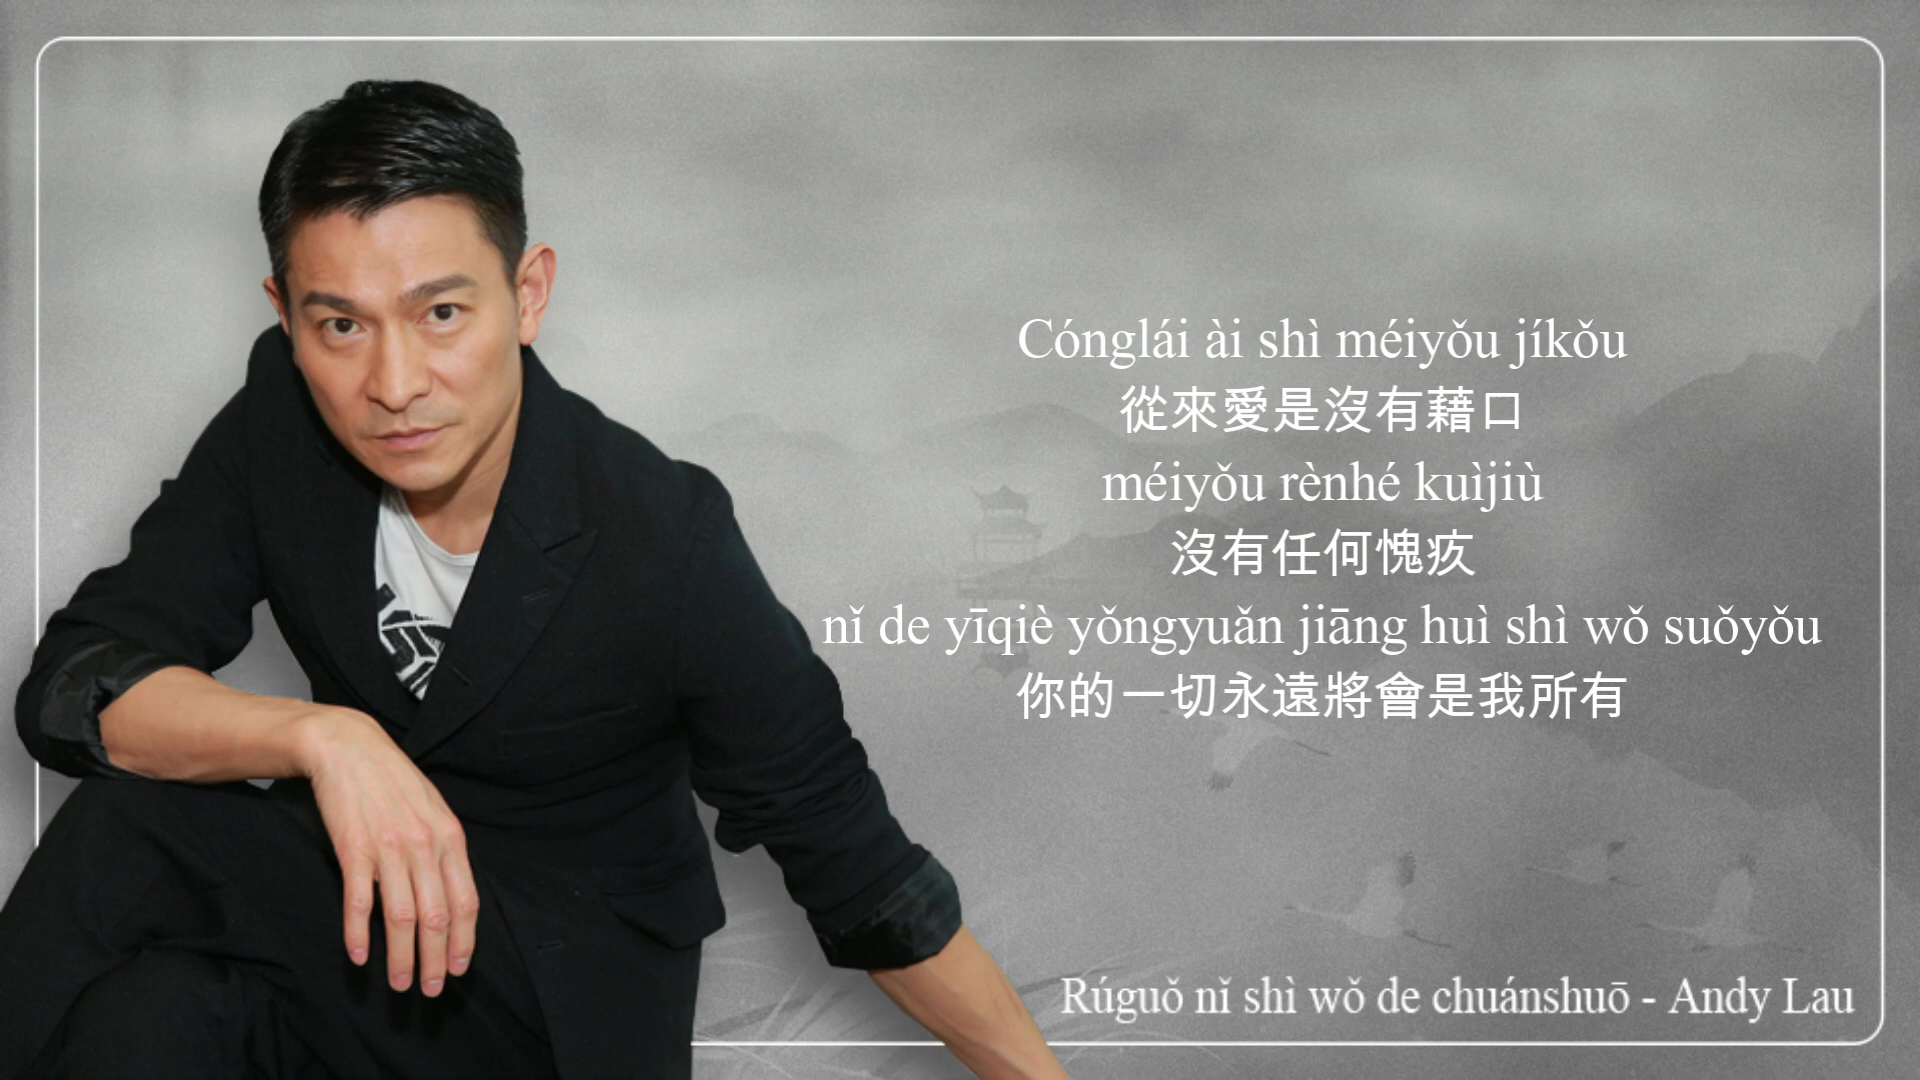 Cónglái ài shì méiyǒu jíkǒu
從來愛是沒有藉口
méiyǒu rènhé kuìjiù
沒有任何愧疚
nǐ de yīqiè yǒngyuǎn jiāng huì shì wǒ suǒyǒu
你的一切永遠將會是我所有
Rúguǒ nǐ shì wǒ de chuánshuō - Andy Lau